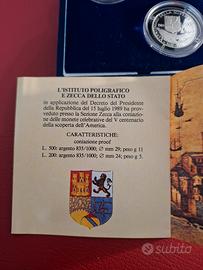 L'ISTITUTO POLIGRAFICO
E ZECCA DELLO STATO
in applicazione del Decreto del Presidente
della Repubblica del 15 luglio 1989 ha prov-
veduto presso la Sezione Zecca alla coniazio-
ne delle monete celebrative del V centenario
della scoperta dell'America.
CARATTERISTICHE:
coniazione proof
L. 500: argento 835/1000; ∅ mm 29; peso g 11
L. 200: argento 835/1000; ∅ mm 24; peso g 5.
subito